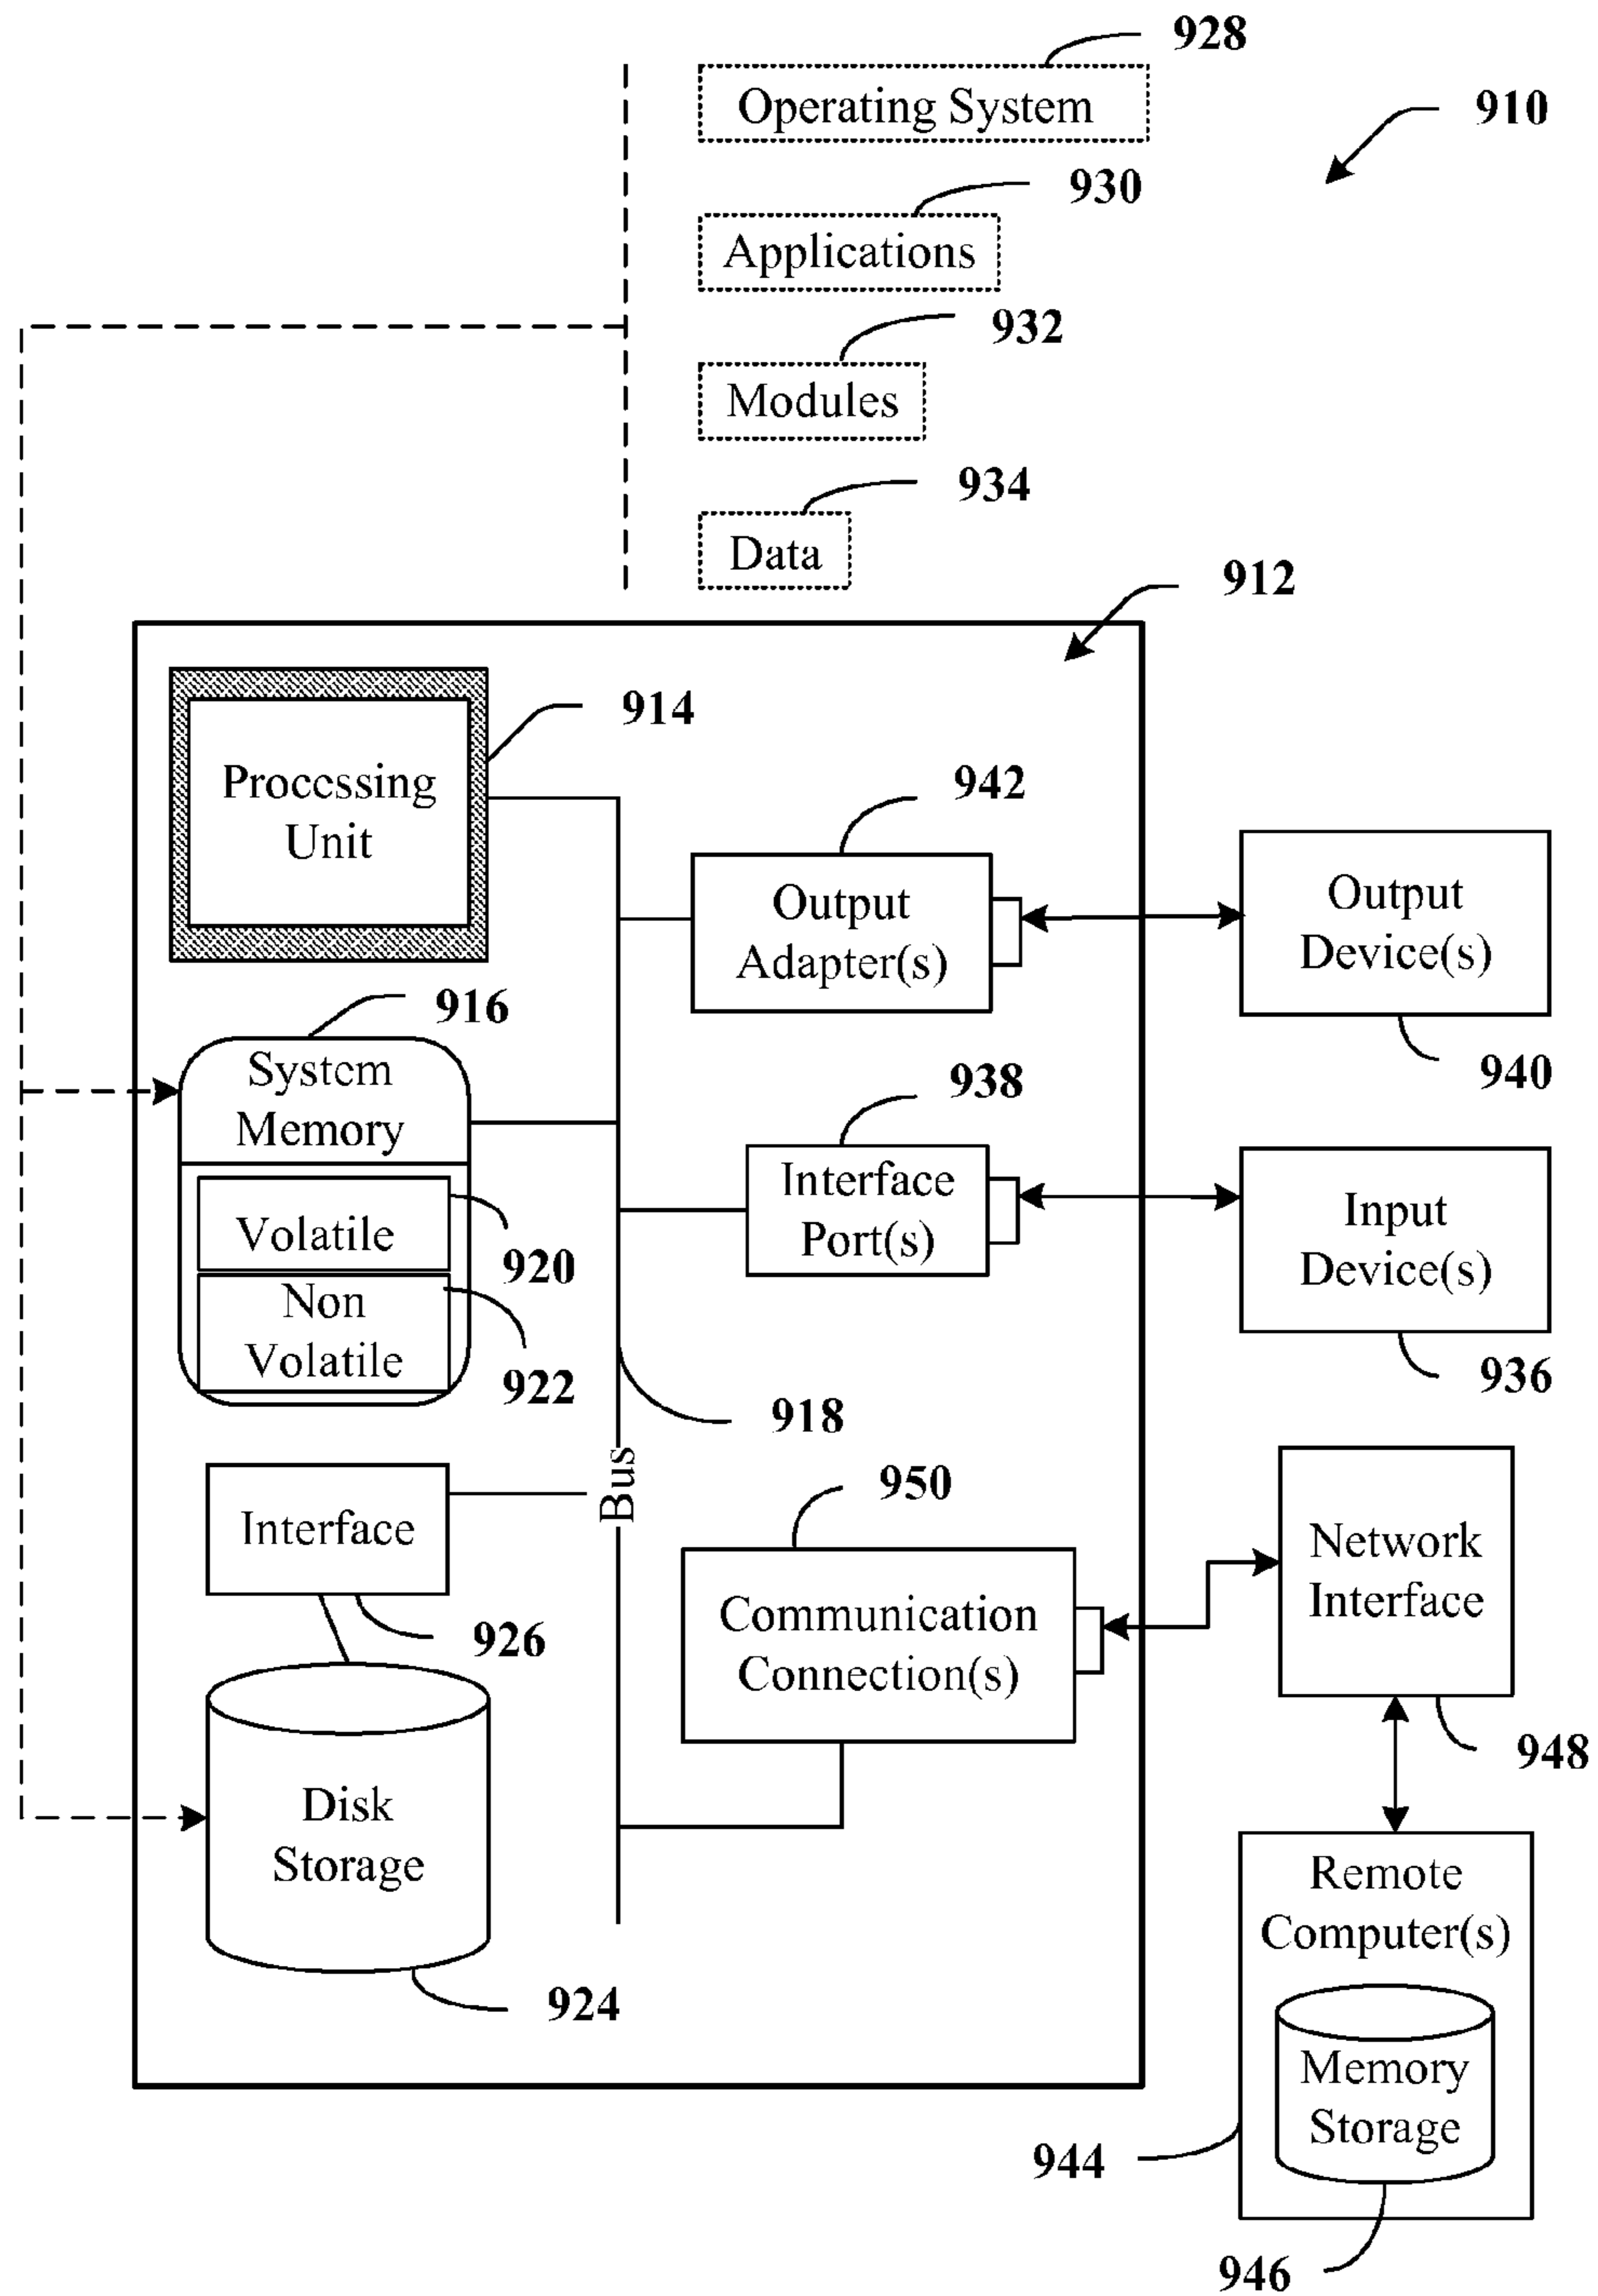 928
Operating System
910
930
Applications
932
Modules
934
Data
912
914
Processing
Unit
942
Output
Adapter(s)
Output
Device(s)
940
916
System
Memory
938
Interface
Port(s)
Input
Device(s)
936
Volatile
920
Non
Volatile
922
918
Bus
950
Interface
926
Communication
Connection(s)
Network
Interface
948
Disk
Storage
924
Remote
Computer(s)
Memory
Storage
944
946